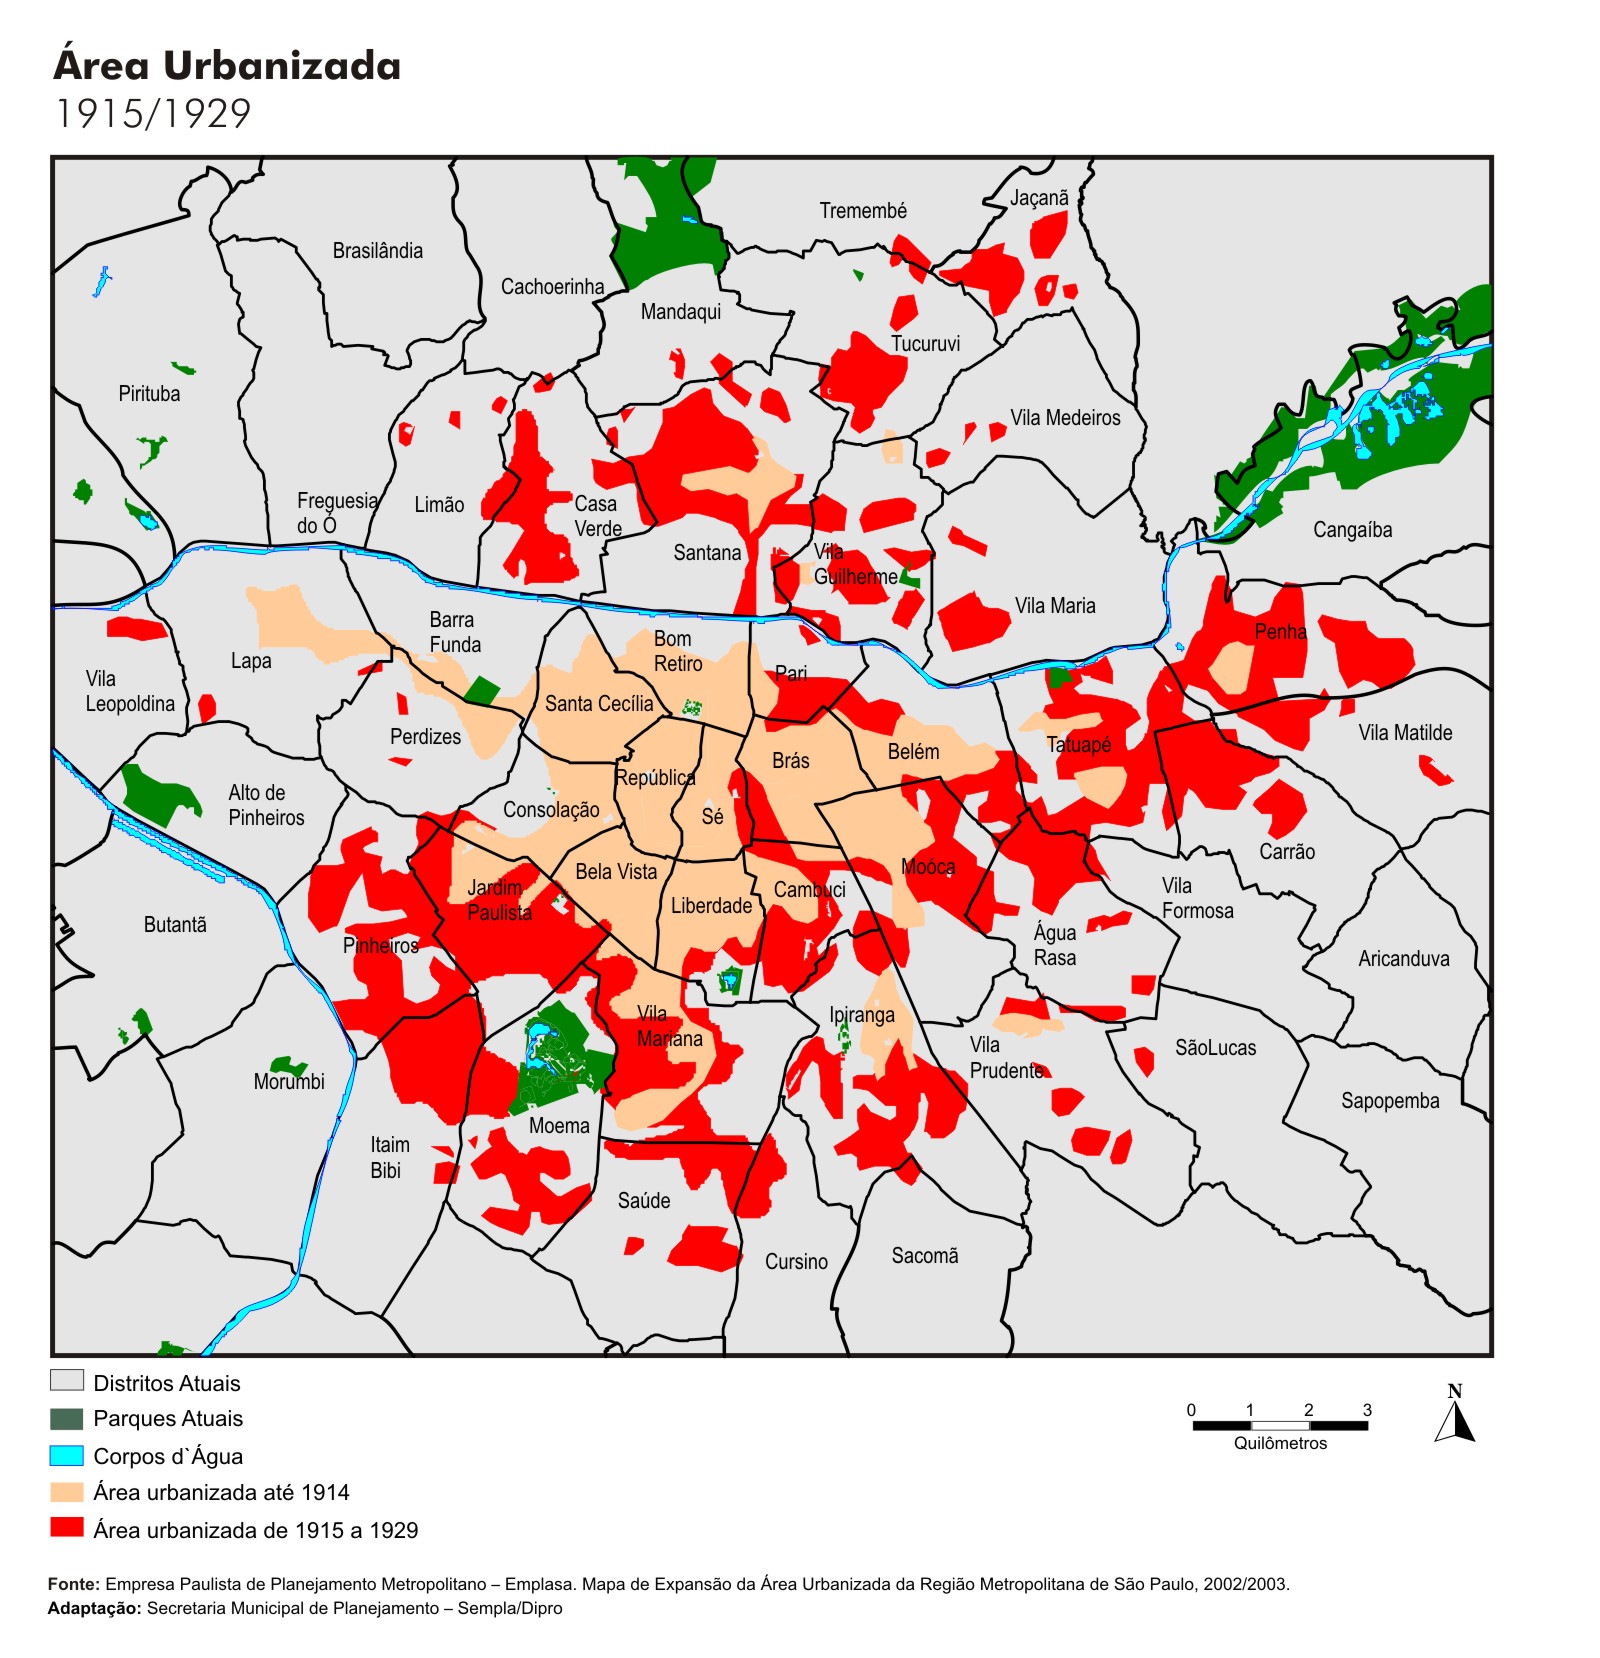 Área Urbanizada
1915/1929
Jaçanã
Tremembé
Brasilândia
Cachoerinha
Mandaqui
Tucuruvi
Pirituba
Vila Medeiros
Freguesia
do Ó
Limão
Casa
Verde
Cangaíba
Santana
Vila
Guilherme
Vila Maria
Barra
Funda
Bom
Retiro
Penha
Lapa
Pari
Vila
Leopoldina
Santa Cecília
Perdizes
Belém
Tatuapé
Vila Matilde
Brás
República
Alto de
Pinheiros
Consolação
Sé
Carrão
Moóca
Bela Vista
Jardim
Paulista
Cambuci
Vila
Formosa
Liberdade
Butantã
Pinheiros
Água
Rasa
Aricanduva
Vila
Mariana
Ipiranga
Vila
Prudente
SãoLucas
Morumbi
Sapopemba
Moema
Itaim
Bibi
Saúde
Cursino
Sacomã
Distritos Atuais
Parques Atuais
Corpos d`Água
Área urbanizada até 1914
Área urbanizada de 1915 a 1929
0 1 2 3
Quilômetros
N
Fonte: Empresa Paulista de Planejamento Metropolitano – Emplasa. Mapa de Expansão da Área Urbanizada da Região Metropolitana de São Paulo, 2002/2003.
Adaptação: Secretaria Municipal de Planejamento – Sempla/Dipro